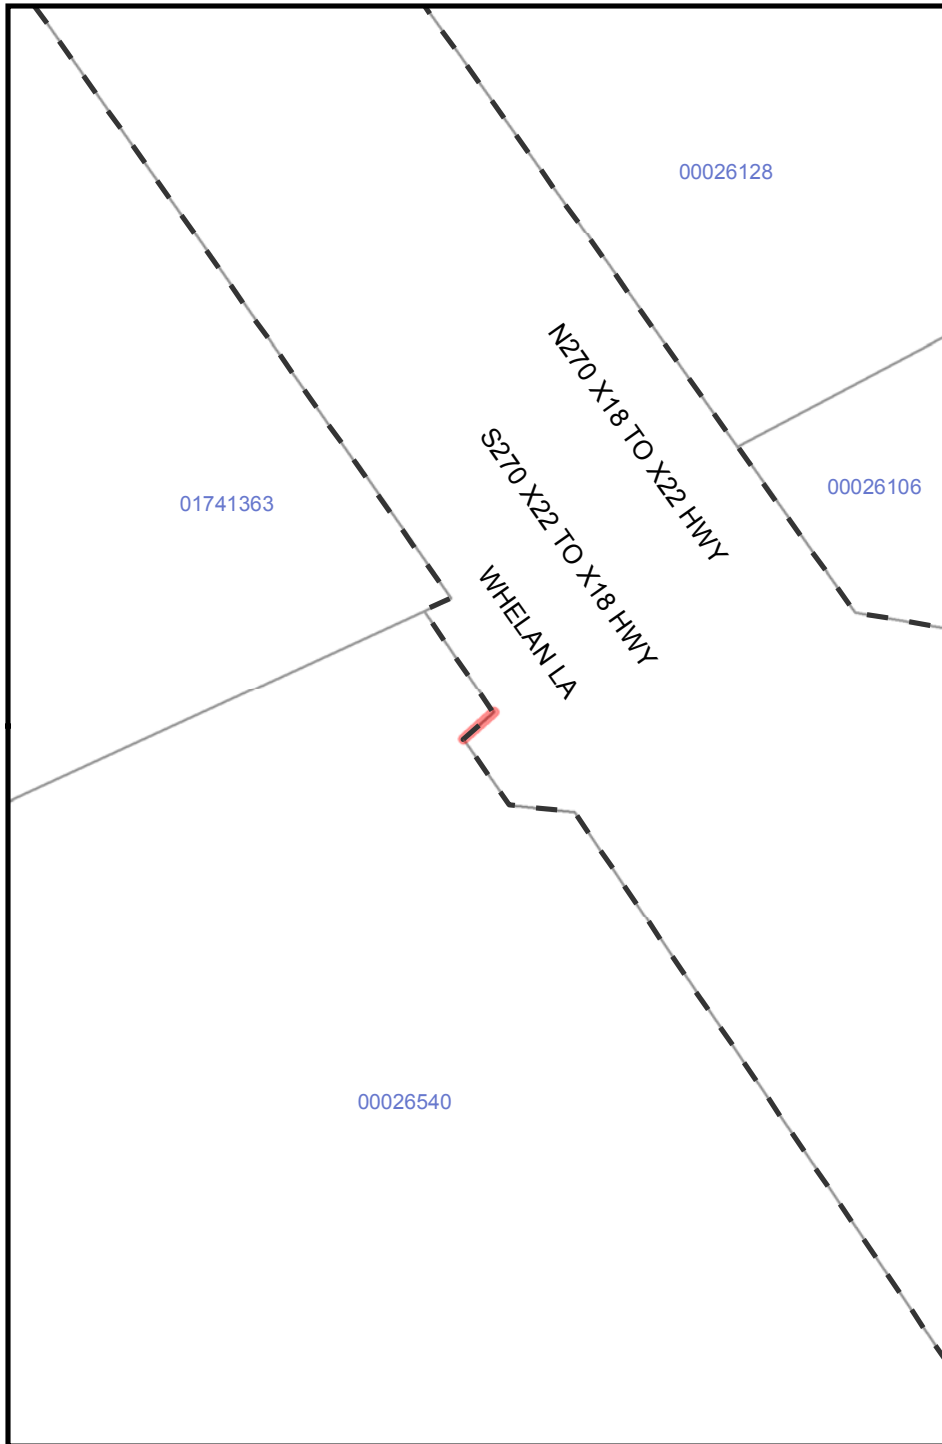 00026128
N270 X18 TO X22 HWY
S270 X22 TO X18 HWY
00026106
01741363
WHELAN LA
00026540